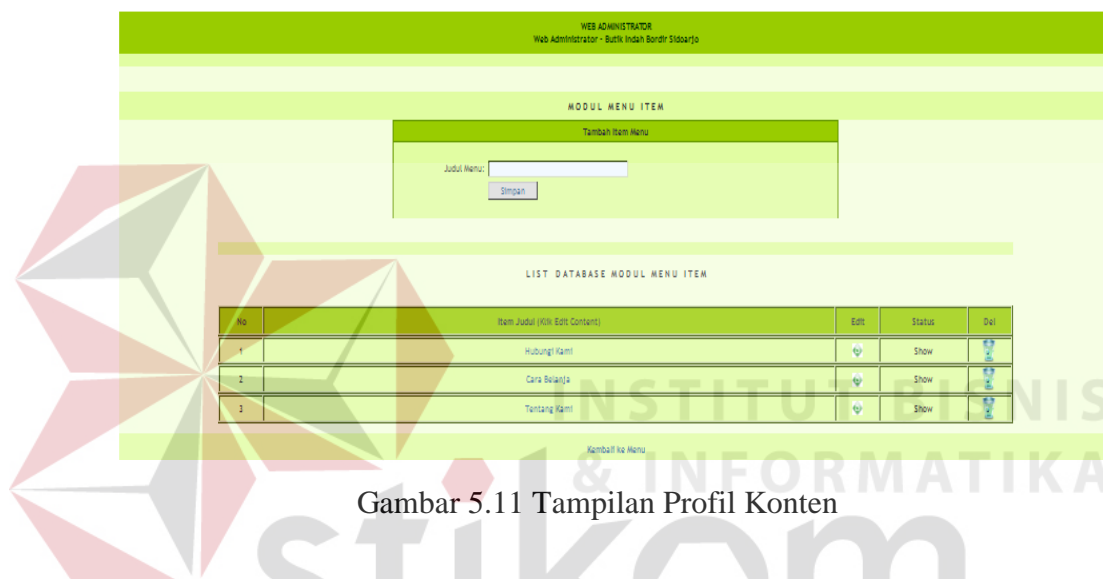 WEB ADMINISTRATOR
Web Administrator - Butik Indah Bordir Sidoarjo
MODUL MENU ITEM
Tambah Item Menu
Judul Menu:
Simpan
LIST DATABASE MODUL MENU ITEM
No Item Judul (Klik Edit Content) Edit Status Del
1 Hubungi Kami Show
2 Cara Belanja Show
3 Tentang Kami Show
Kembali ke Menu
INSTITUT BISNIS
& INFORMATIKA
stikom
Gambar 5.11 Tampilan Profil Konten